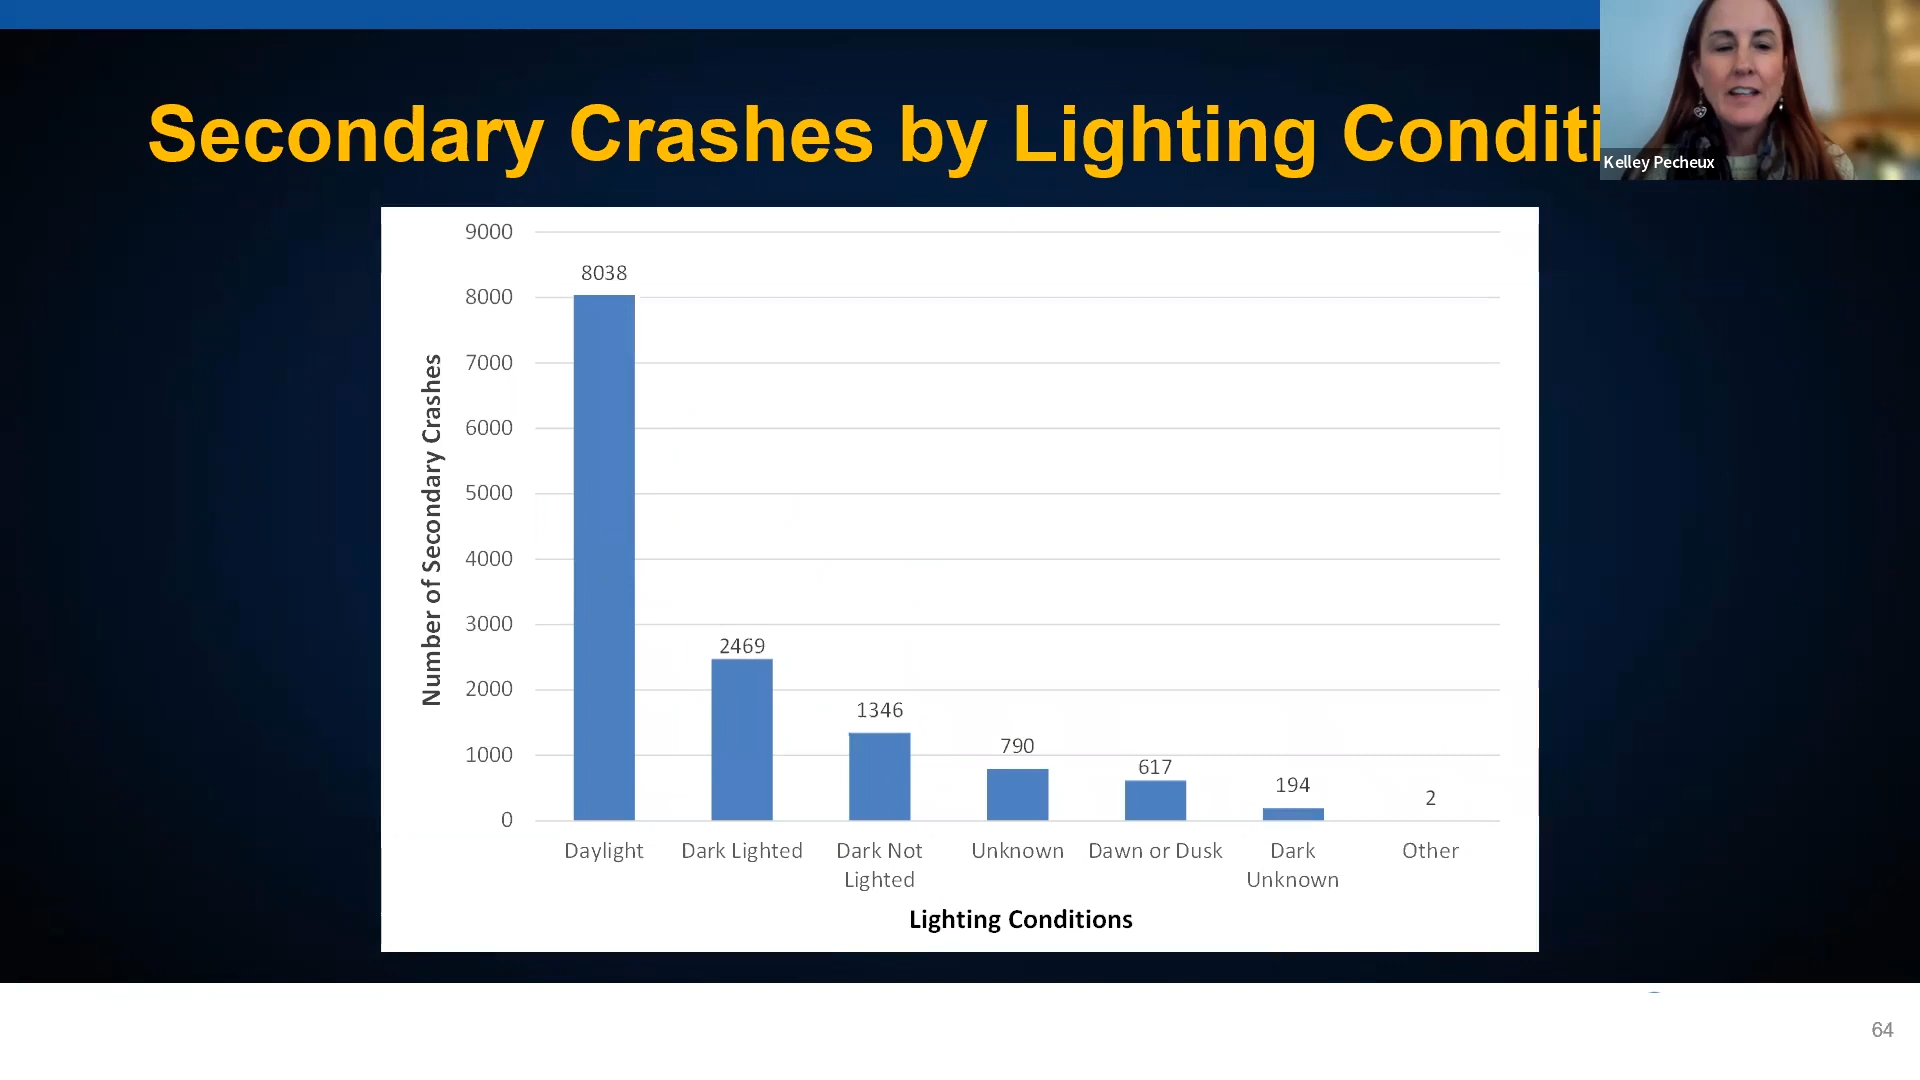 Secondary Crashes by Lighting Conditi
Kelley Pecheux
9000
8000
7000
6000
5000
4000
3000
2000
1000
0
Number of Secondary Crashes
8038
2469
1346
790
617
194
2
Daylight
Dark Lighted
Dark Not
Lighted
Unknown
Dawn or Dusk
Dark
Unknown
Other
Lighting Conditions
64